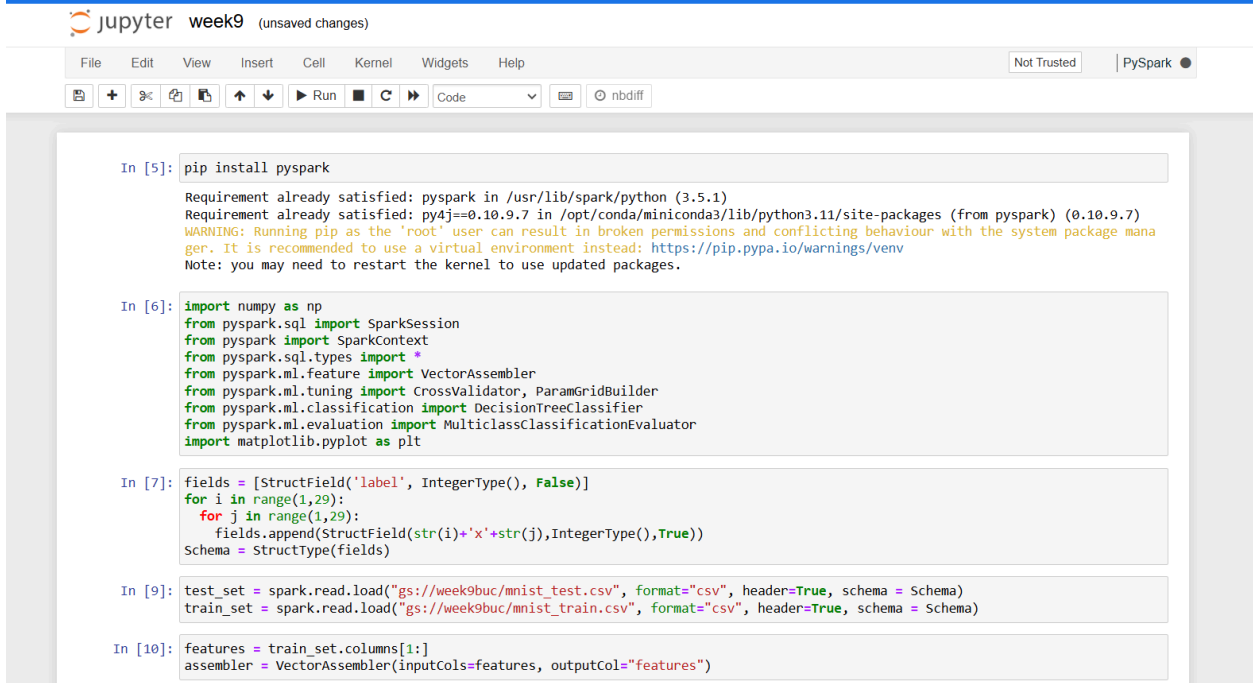 jupyter week9 (unsaved changes)
File Edit View Insert Cell Kernel Widgets Help Not Trusted PySpark
Run Code nbdiff
In [5]: pip install pyspark
Requirement already satisfied: pyspark in /usr/lib/spark/python (3.5.1)
Requirement already satisfied: py4j==0.10.9.7 in /opt/conda/miniconda3/lib/python3.11/site-packages (from pyspark) (0.10.9.7)
WARNING: Running pip as the 'root' user can result in broken permissions and conflicting behaviour with the system package mana
ger. It is recommended to use a virtual environment instead: https://pip.pypa.io/warnings/venv
Note: you may need to restart the kernel to use updated packages.
In [6]: import numpy as np
from pyspark.sql import SparkSession
from pyspark import SparkContext
from pyspark.sql.types import *
from pyspark.ml.feature import VectorAssembler
from pyspark.ml.tuning import CrossValidator, ParamGridBuilder
from pyspark.ml.classification import DecisionTreeClassifier
from pyspark.ml.evaluation import MulticlassClassificationEvaluator
import matplotlib.pyplot as plt
In [7]: fields = [StructField('label', IntegerType(), False)]
for i in range(1,29):
  for j in range(1,29):
    fields.append(StructField(str(i)+'x'+str(j),IntegerType(),True))
Schema = StructType(fields)
In [9]: test_set = spark.read.load("gs://week9buc/mnist_test.csv", format="csv", header=True, schema = Schema)
train_set = spark.read.load("gs://week9buc/mnist_train.csv", format="csv", header=True, schema = Schema)
In [10]: features = train_set.columns[1:]
assembler = VectorAssembler(inputCols=features, outputCol="features")